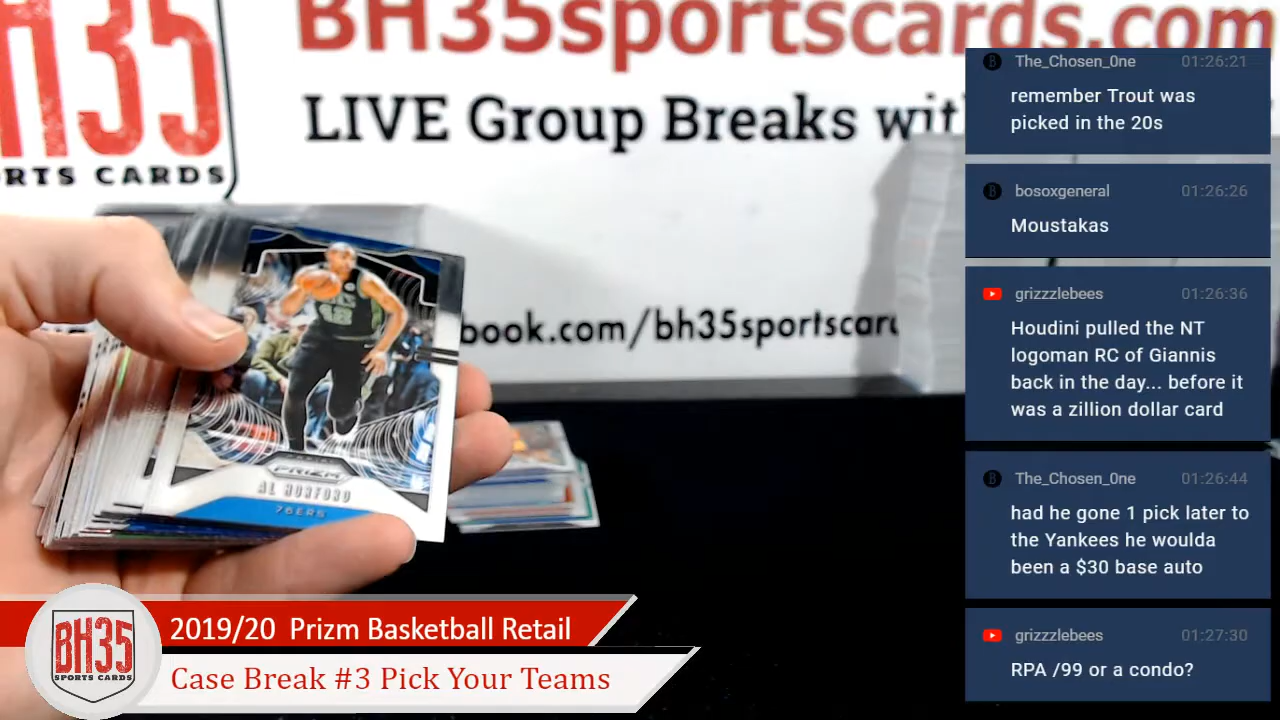 BH35sportscards.com
LIVE Group Breaks wit
BH35
RTS CARDS
book.com/bh35sportscar
PRIZM
AL HORFORD
76ERS
The_Chosen_0ne 01:26:21
remember Trout was
picked in the 20s
bosoxgeneral 01:26:26
Moustakas
grizzzlebees 01:26:36
Houdini pulled the NT
logoman RC of Giannis
back in the day... before it
was a zillion dollar card
The_Chosen_0ne 01:26:44
had he gone 1 pick later to
the Yankees he woulda
been a $30 base auto
grizzzlebees 01:27:30
RPA /99 or a condo?
BH35
SPORTS CARDS
2019/20 Prizm Basketball Retail
Case Break #3 Pick Your Teams